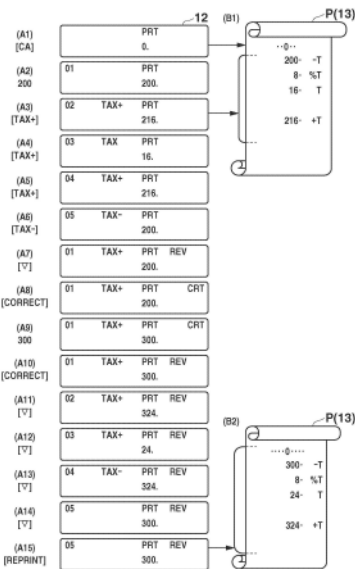 12
(B1)
P(13)
(A1)
[CA]
PRT
0.
··0··
200· -T
8· %T
16· T
216· +T
(A2)
200
01 PRT
200.
(A3)
[TAX+]
02 TAX+ PRT
216.
(A4)
[TAX+]
03 TAX PRT
16.
(A5)
[TAX+]
04 TAX+ PRT
216.
(A6)
[TAX-]
05 TAX- PRT
200.
(A7)
[▽]
01 TAX+ PRT REV
200.
(A8)
[CORRECT]
01 TAX+ PRT CRT
200.
(A9)
300
01 TAX+ PRT CRT
300.
(A10)
[CORRECT]
01 TAX+ PRT REV
300.
(A11)
[▽]
02 TAX+ PRT REV
324.
(A12)
[▽]
03 TAX+ PRT REV
24.
(A13)
[▽]
04 TAX- PRT REV
324.
(A14)
[▽]
05 PRT REV
300.
(A15)
[REPRINT]
05 PRT REV
300.
(B2)
P(13)
····0····
300· -T
8· %T
24· T
324· +T